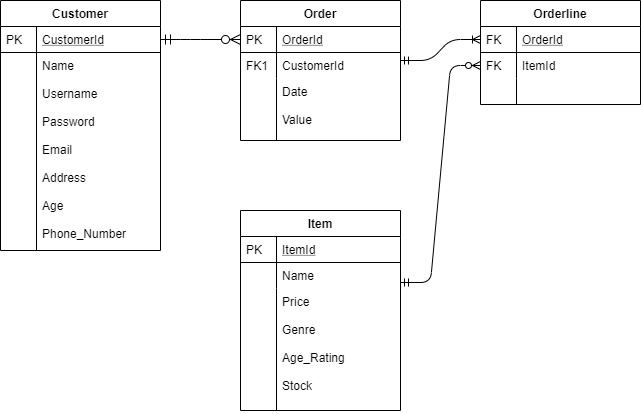 Customer
PK CustomerId
Name
Username
Password
Email
Address
Age
Phone_Number
Order
PK OrderId
FK1 CustomerId
Date
Value
Orderline
FK OrderId
FK ItemId
Item
PK ItemId
Name
Price
Genre
Age_Rating
Stock